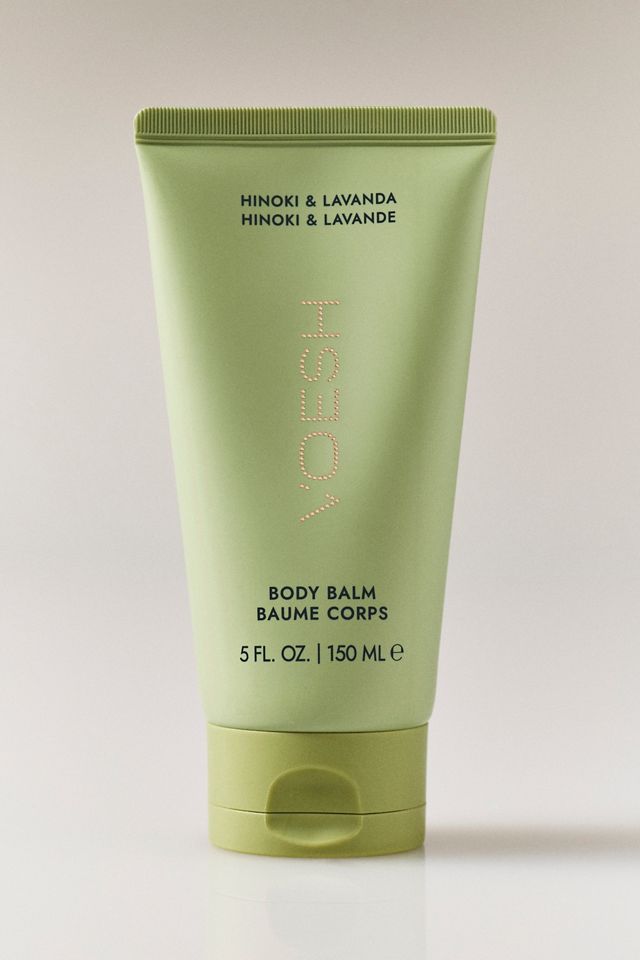 HINOKI & LAVANDA
HINOKI & LAVANDE
VOESH
BODY BALM
BAUME CORPS
5 FL. OZ. | 150 ML ℮